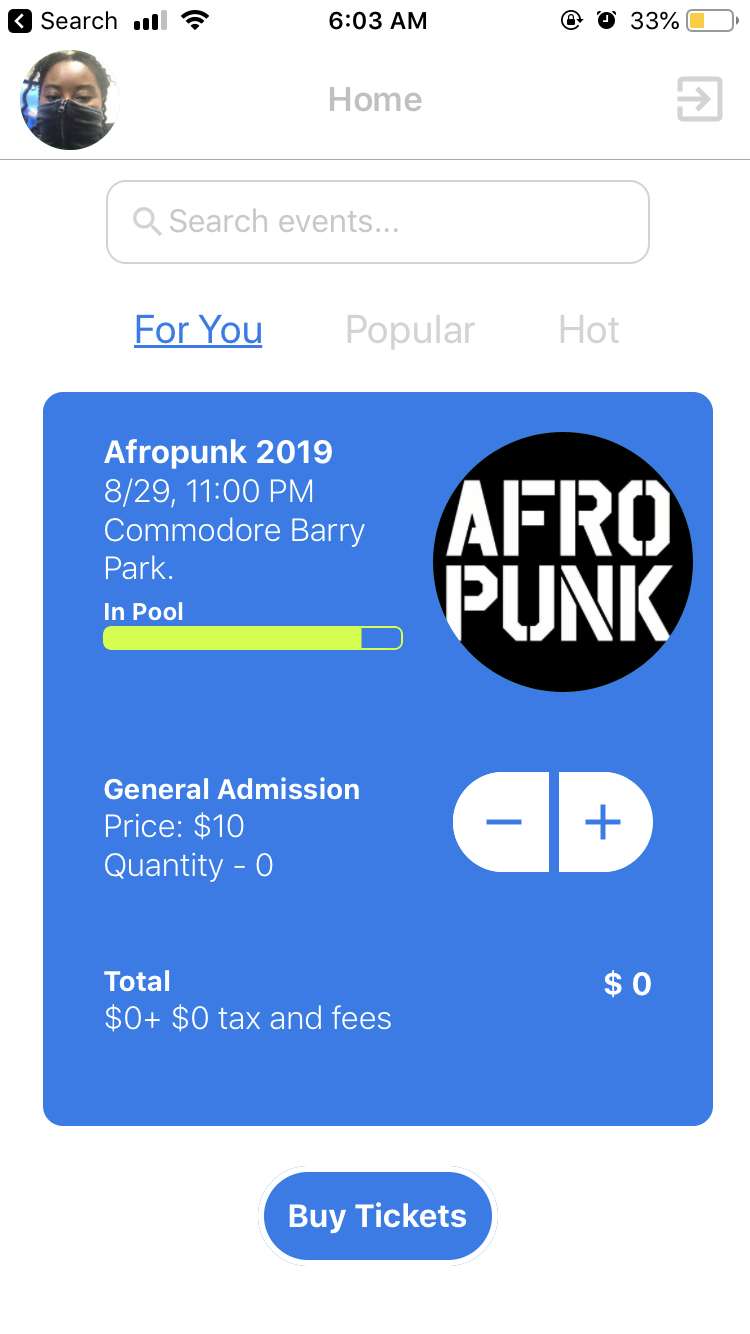 Search
6:03 AM
33%
Home
Search events...
For You
Popular
Hot
Afropunk 2019
8/29, 11:00 PM
Commodore Barry
Park.
In Pool
AFRO
PUNK
General Admission
Price: $10
Quantity - 0
Total
$ 0
$0+ $0 tax and fees
Buy Tickets